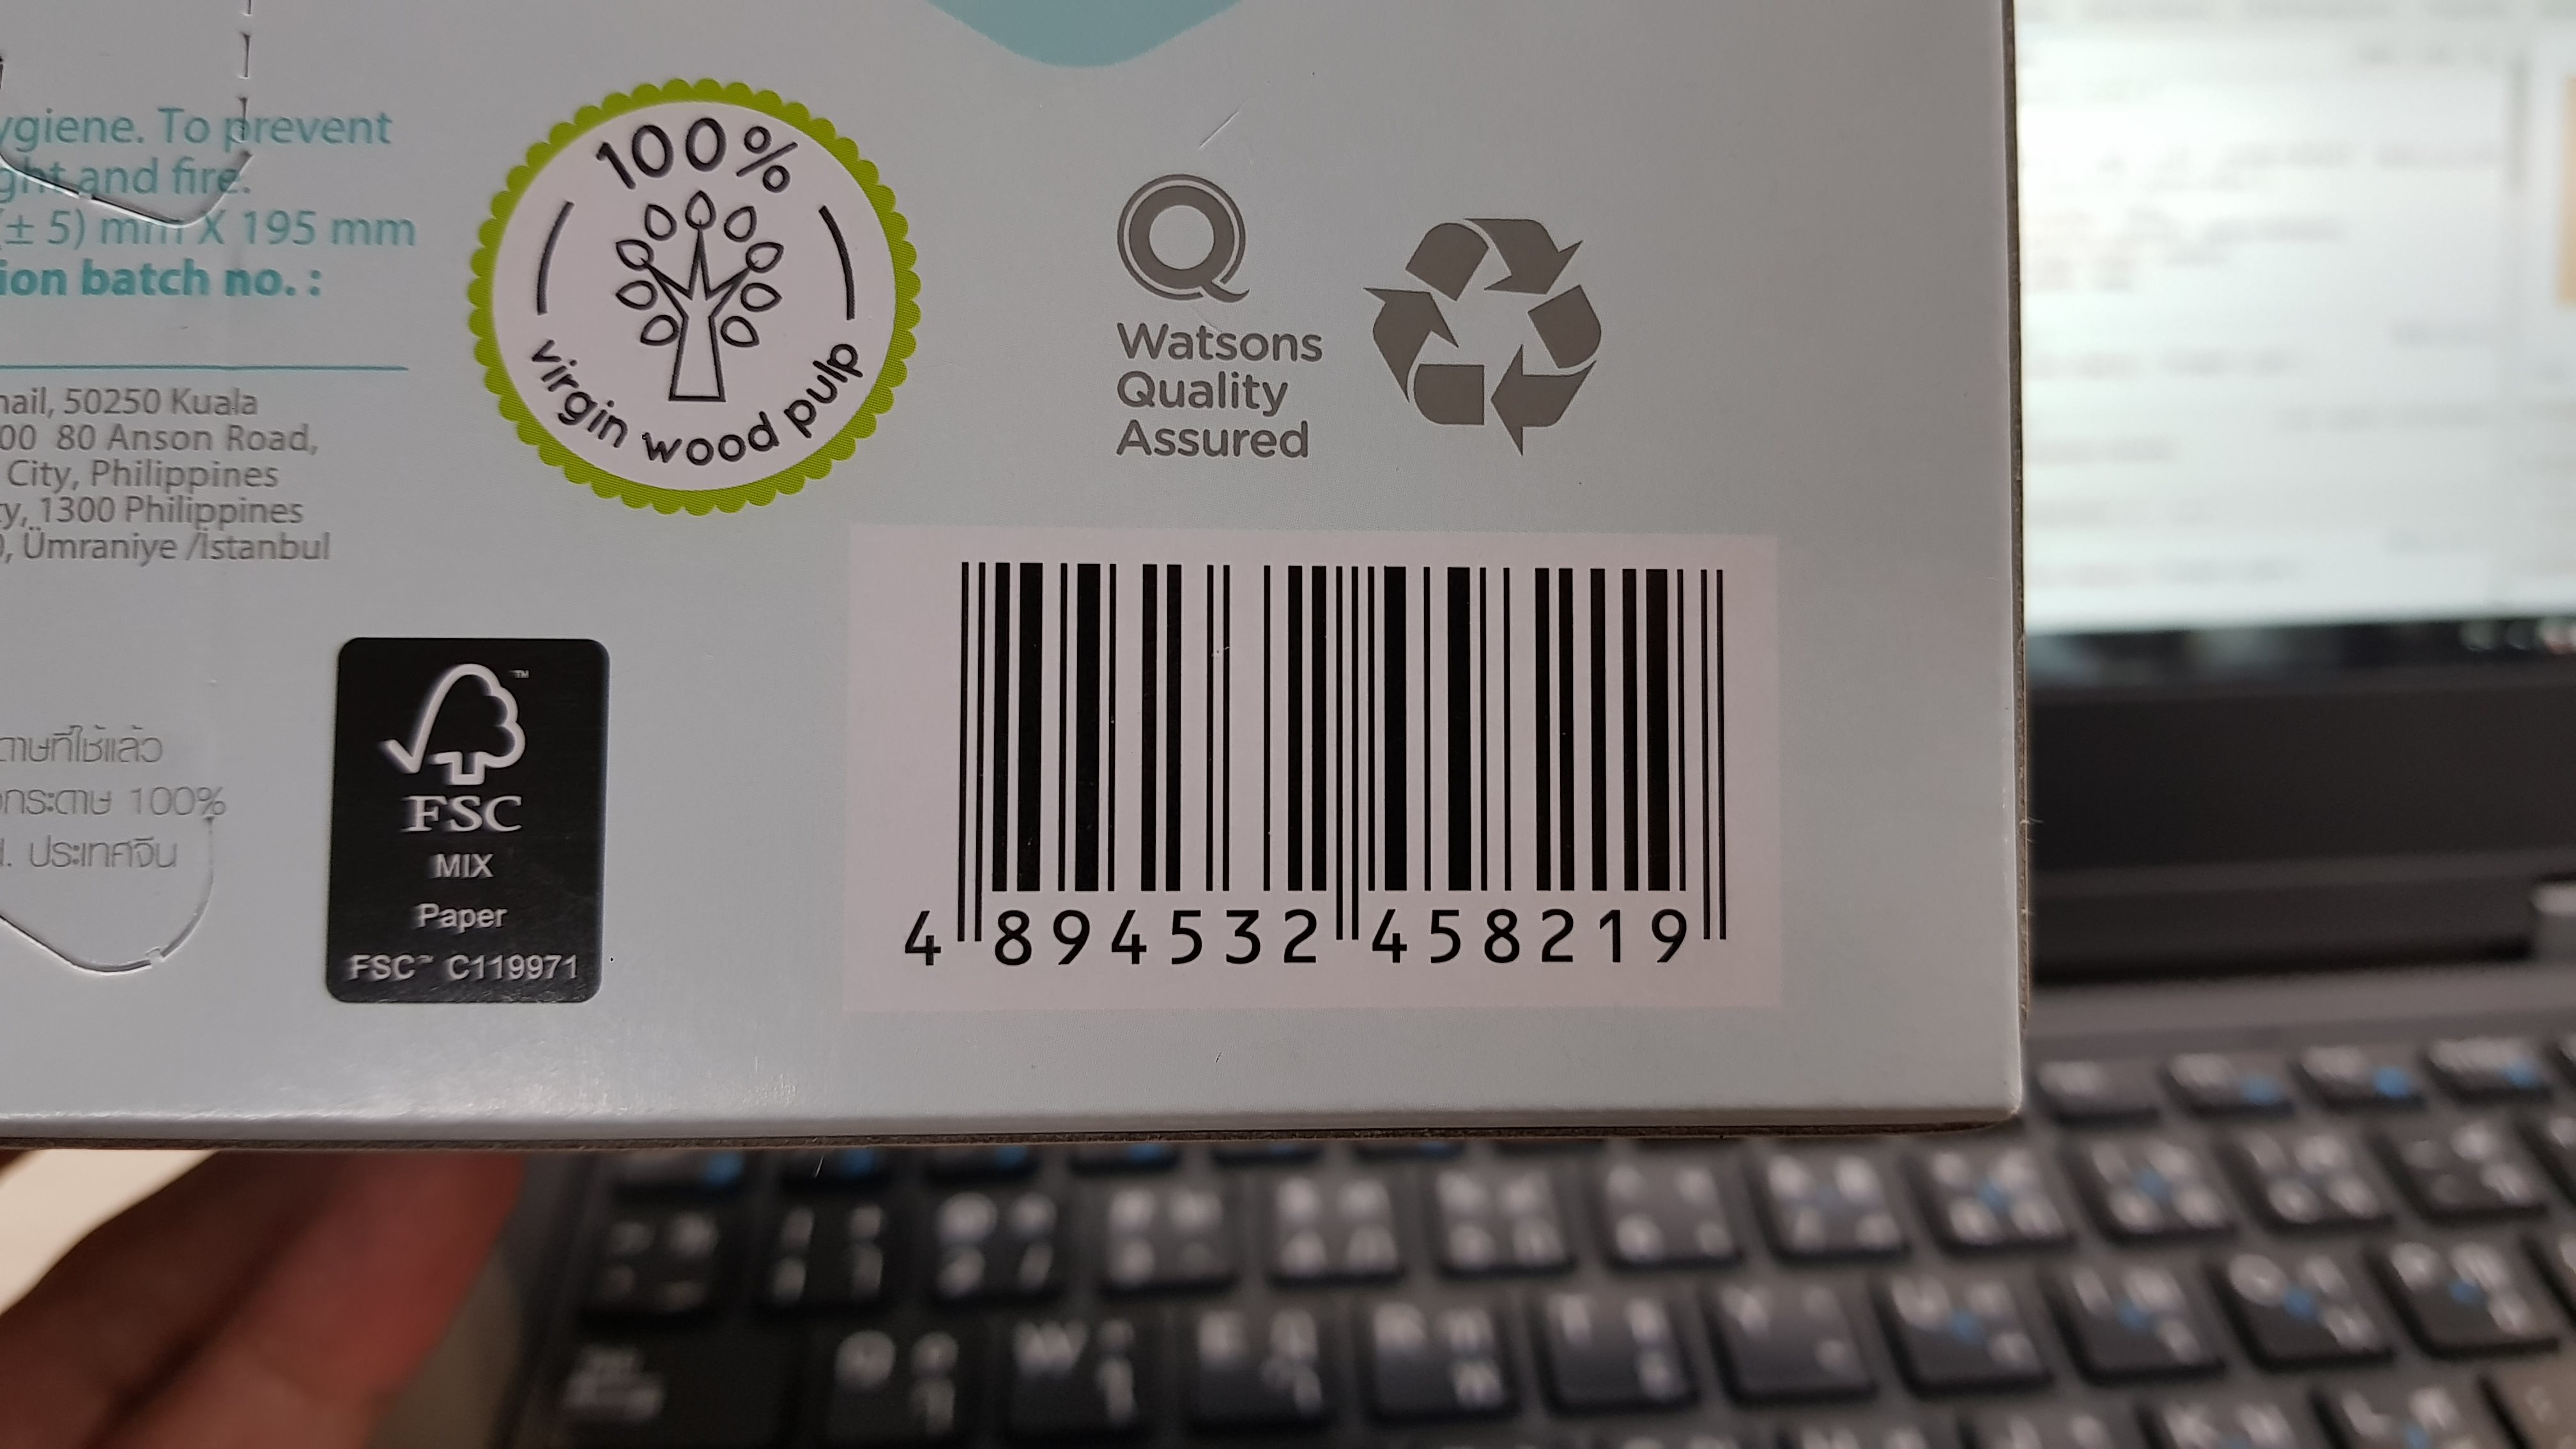 ygiene. To prevent
ght and fire.
(± 5) mm X 195 mm
ion batch no. :
nail, 50250 Kuala
00 80 Anson Road,
City, Philippines
ty, 1300 Philippines
, Ümraniye /İstanbul
100%
virgin wood pulp
Q
Watsons
Quality
Assured
าษที่ใช้แล้ว
กระดาษ 100%
ประเทศจีน
FSC
™
MIX
Paper
FSC™ C119971
4 894532 458219
Q
W
E
R
T
Y
U